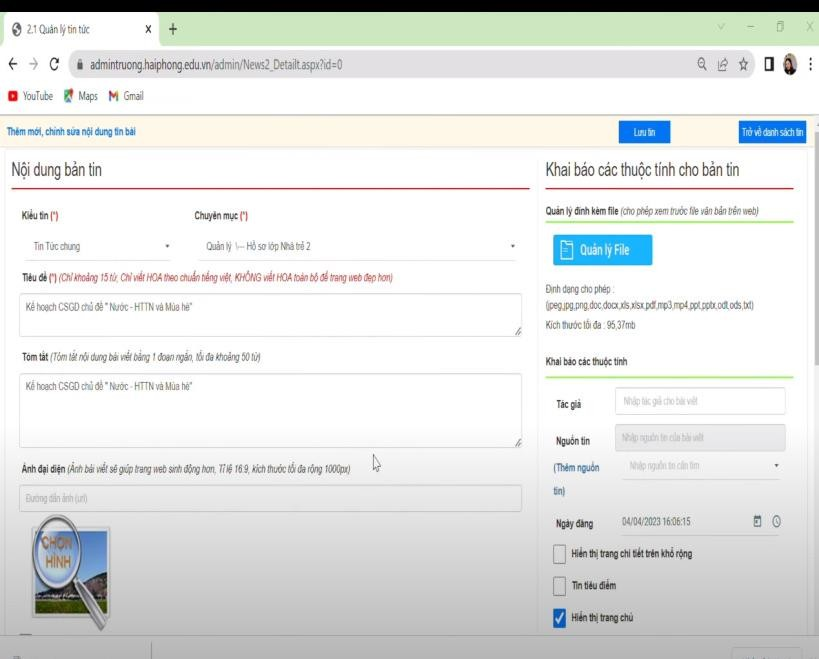 2.1 Quản lý tin tức
admintruong.haiphong.edu.vn/admin/News2_Detailt.aspx?id=0
YouTube Maps Gmail
Thêm mới, chỉnh sửa nội dung tin bài
Lưu tin
Trở về danh sách tin
Nội dung bản tin
Kiểu tin (*)
Chuyên mục (*)
Tin Tức chung
Quản lý \--- Hồ sơ lớp Nhà trẻ 2
Tiêu đề (*) (Chỉ khoảng 15 từ, Chỉ viết HOA theo chuẩn tiếng việt, KHÔNG viết HOA toàn bộ để trang web đẹp hơn)
Kế hoạch CSGD chủ đề " Nước - HTTN và Mùa hè"
Tóm tắt (Tóm tắt nội dung bài viết bằng 1 đoạn ngắn, tối đa khoảng 50 từ)
Kế hoạch CSGD chủ đề " Nước - HTTN và Mùa hè"
Ảnh đại diện (Ảnh bài viết sẽ giúp trang web sinh động hơn, Tỉ lệ 16.9, kích thước tối đa rộng 1000px)
Đường dẫn ảnh (url)
CHỌN
HÌNH
Khai báo các thuộc tính cho bản tin
Quản lý đính kèm file (cho phép xem trước file văn bản trên web)
Quản lý File
Định dạng cho phép :
(jpeg,jpg,png,doc,docx,xls,xlsx,pdf,mp3,mp4,ppt,pptx,odt,ods,txt)
Kích thước tối đa : 95,37mb
Khai báo các thuộc tính
Tác giả
Nhập tác giả cho bài viết
Nguồn tin
Nhập nguồn tin của bài viết
(Thêm nguồn
tin)
Nhập nguồn tin cần tìm
Ngày đăng
04/04/2023 16:06:15
Hiển thị trang chi tiết trên khổ rộng
Tin tiêu điểm
Hiển thị trang chủ